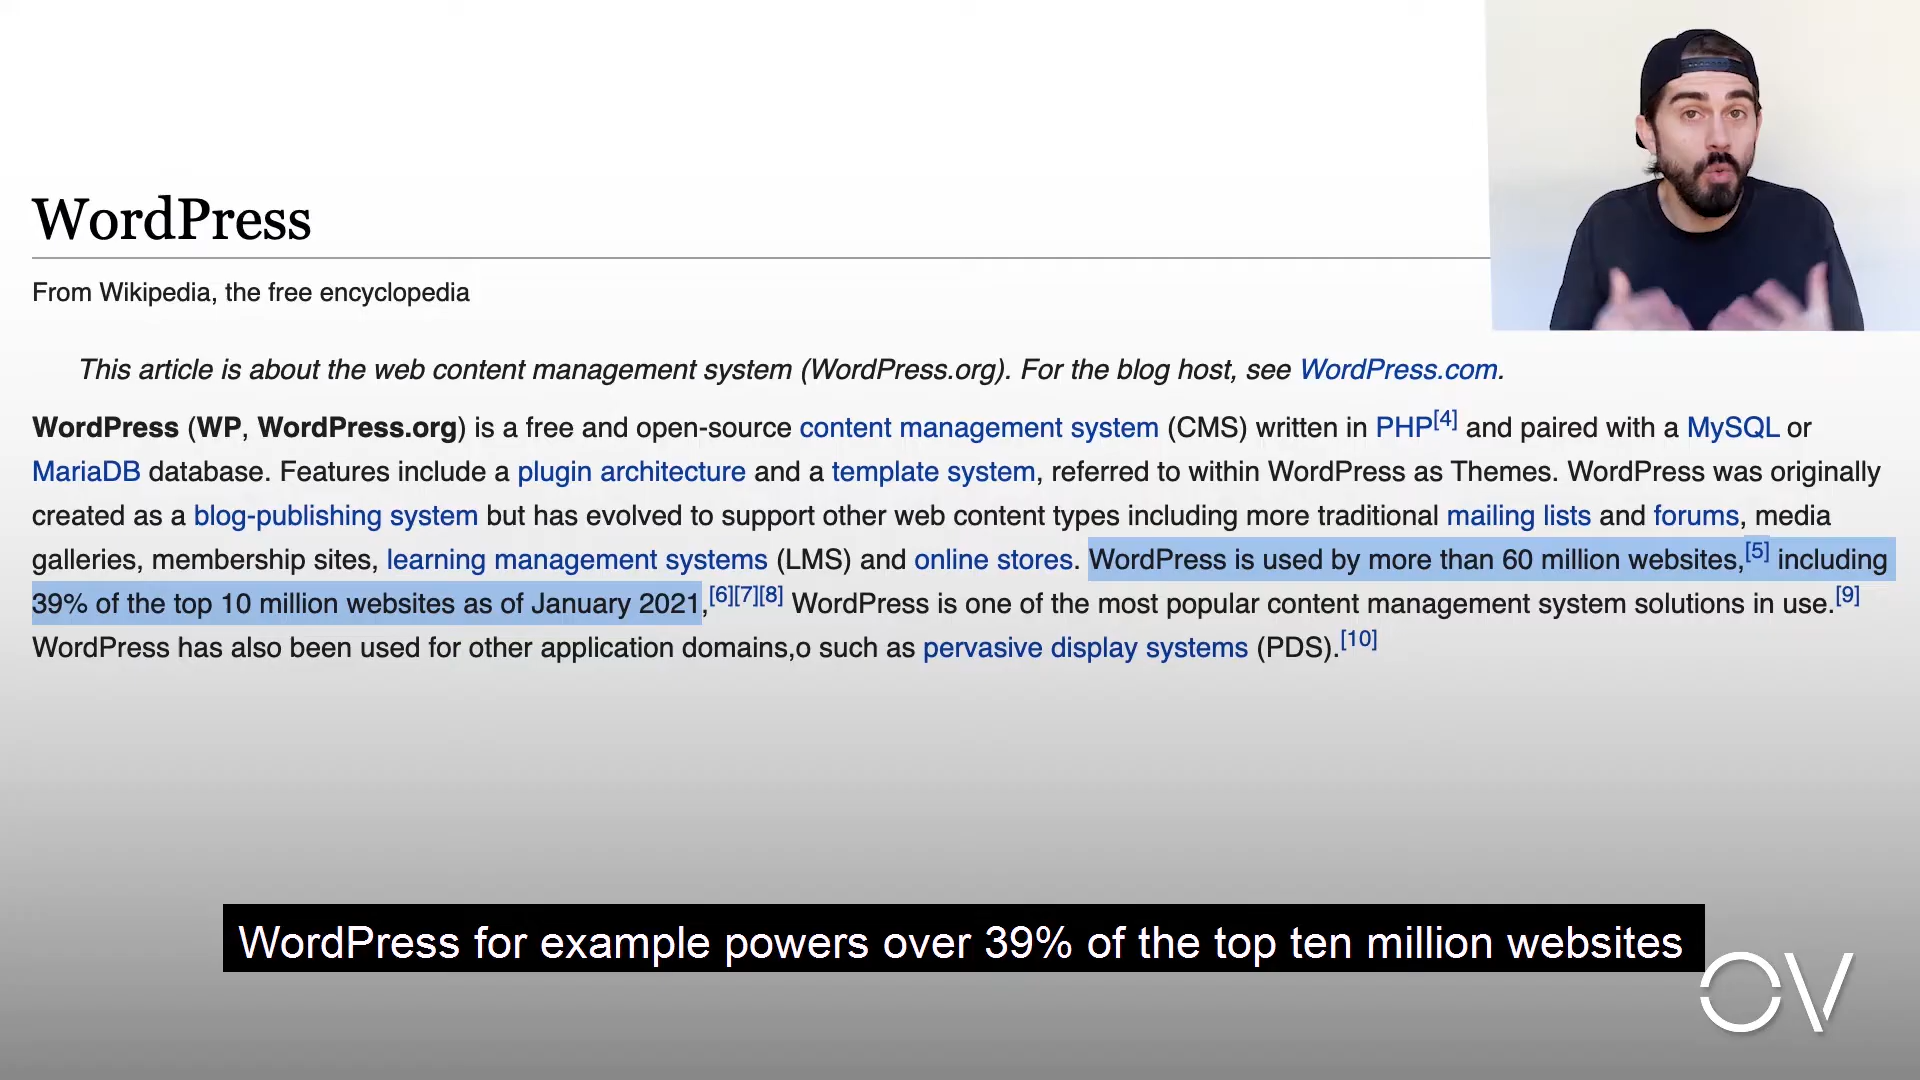 WordPress
From Wikipedia, the free encyclopedia
This article is about the web content management system (WordPress.org). For the blog host, see WordPress.com.
WordPress (WP, WordPress.org) is a free and open-source content management system (CMS) written in PHP[4] and paired with a MySQL or
MariaDB database. Features include a plugin architecture and a template system, referred to within WordPress as Themes. WordPress was originally
created as a blog-publishing system but has evolved to support other web content types including more traditional mailing lists and forums, media
galleries, membership sites, learning management systems (LMS) and online stores. WordPress is used by more than 60 million websites,[5] including
39% of the top 10 million websites as of January 2021,[6][7][8] WordPress is one of the most popular content management system solutions in use.[9]
WordPress has also been used for other application domains,o such as pervasive display systems (PDS).[10]
WordPress for example powers over 39% of the top ten million websites
OV